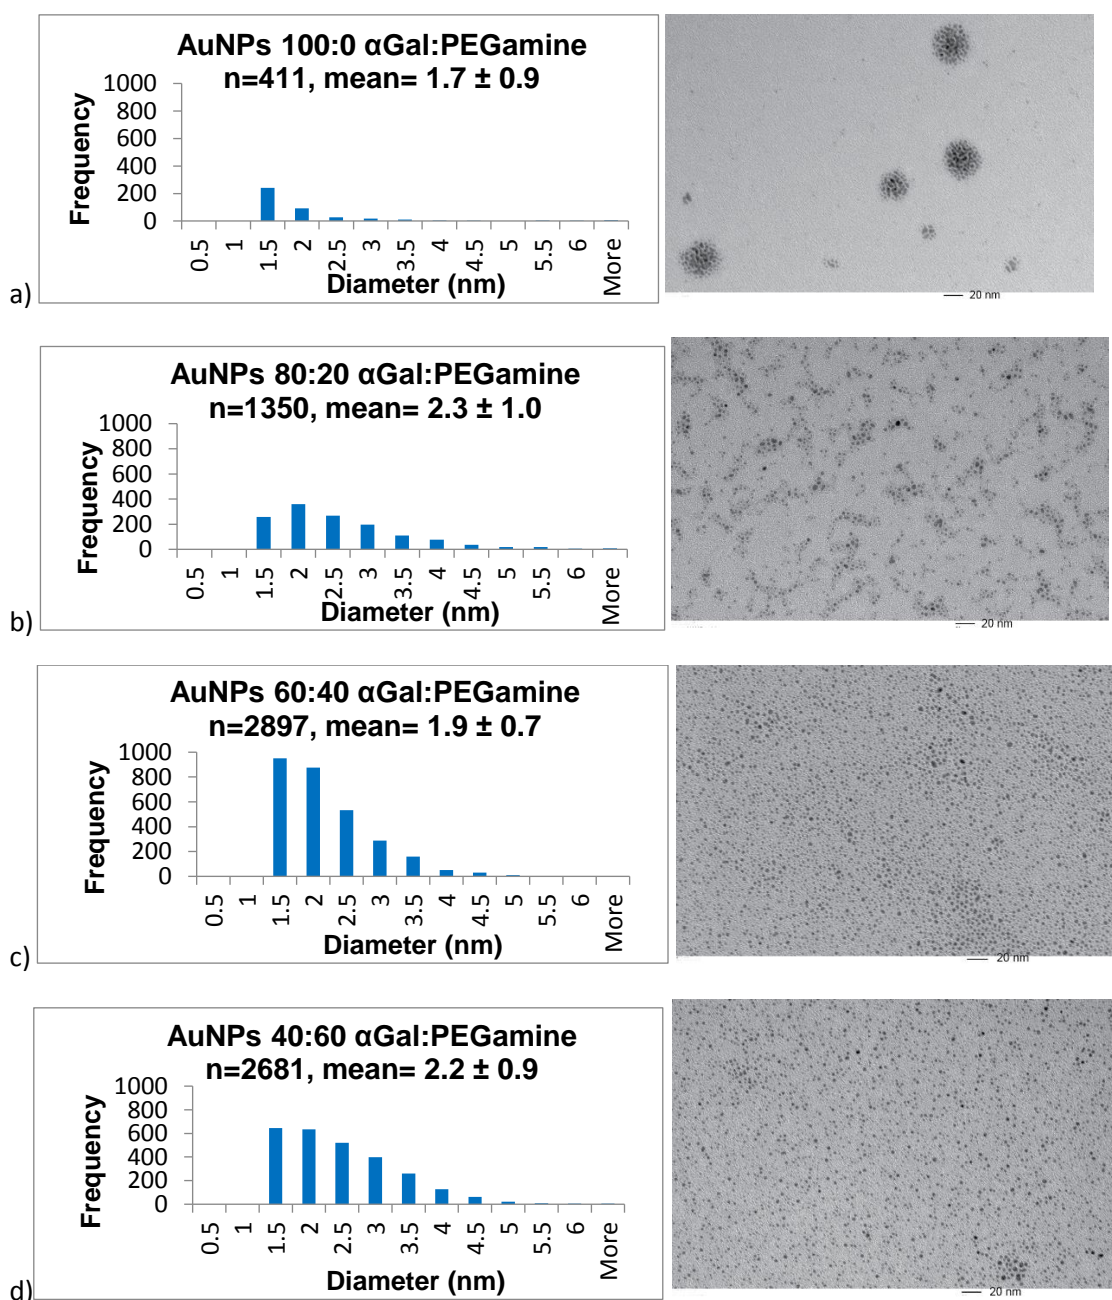 AuNPs 100:0 αGal:PEGamine
n=411, mean= 1.7 ± 0.9
Frequency
1000
800
600
400
200
0
0.5
1
1.5
2
2.5
3
3.5
4
4.5
5
5.5
6
More
Diameter (nm)
20 nm
a)
AuNPs 80:20 αGal:PEGamine
n=1350, mean= 2.3 ± 1.0
Frequency
1000
800
600
400
200
0
0.5
1
1.5
2
2.5
3
3.5
4
4.5
5
5.5
6
More
Diameter (nm)
20 nm
b)
AuNPs 60:40 αGal:PEGamine
n=2897, mean= 1.9 ± 0.7
Frequency
1000
800
600
400
200
0
0.5
1
1.5
2
2.5
3
3.5
4
4.5
5
5.5
6
More
Diameter (nm)
20 nm
c)
AuNPs 40:60 αGal:PEGamine
n=2681, mean= 2.2 ± 0.9
Frequency
1000
800
600
400
200
0
0.5
1
1.5
2
2.5
3
3.5
4
4.5
5
5.5
6
More
Diameter (nm)
20 nm
d)